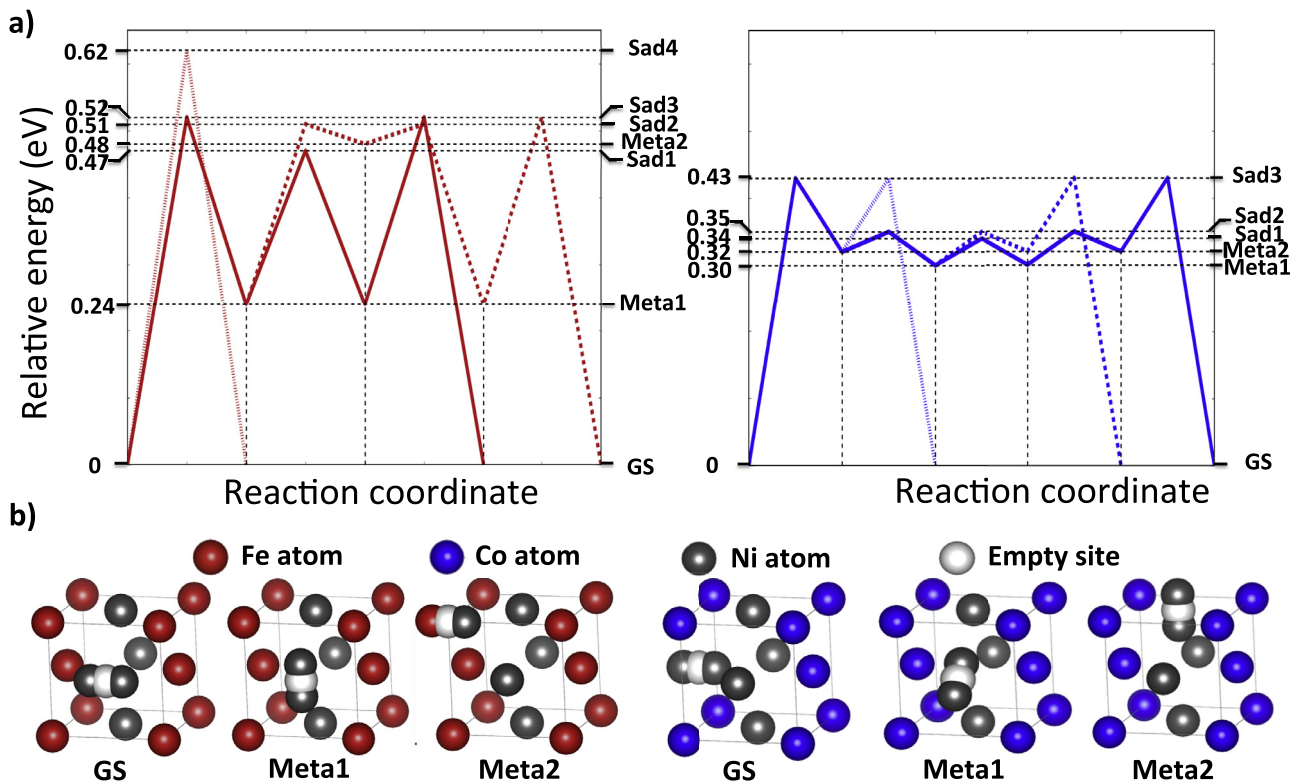 a)
Relative energy (eV)
0.62
0.52
0.51
0.48
0.47
0.24
0
Sad4
Sad3
Sad2
Meta2
Sad1
Meta1
GS
Reaction coordinate
0.43
0.35
0.34
0.32
0.30
0
Sad3
Sad2
Sad1
Meta2
Meta1
GS
Reaction coordinate
b)
Fe atom
Co atom
Ni atom
Empty site
GS
Meta1
Meta2
GS
Meta1
Meta2